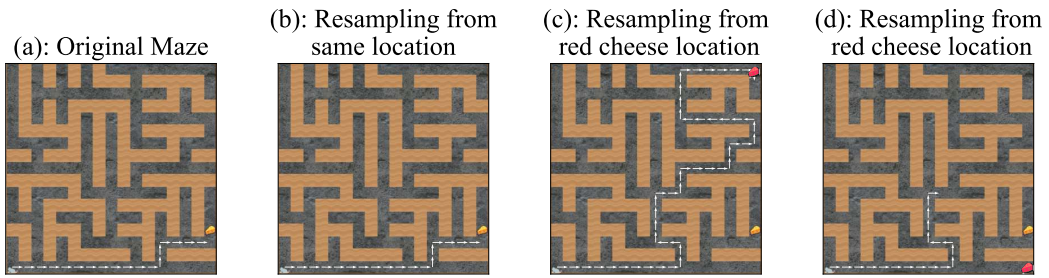 (a): Original Maze
(b): Resampling from
same location
(c): Resampling from
red cheese location
(d): Resampling from
red cheese location